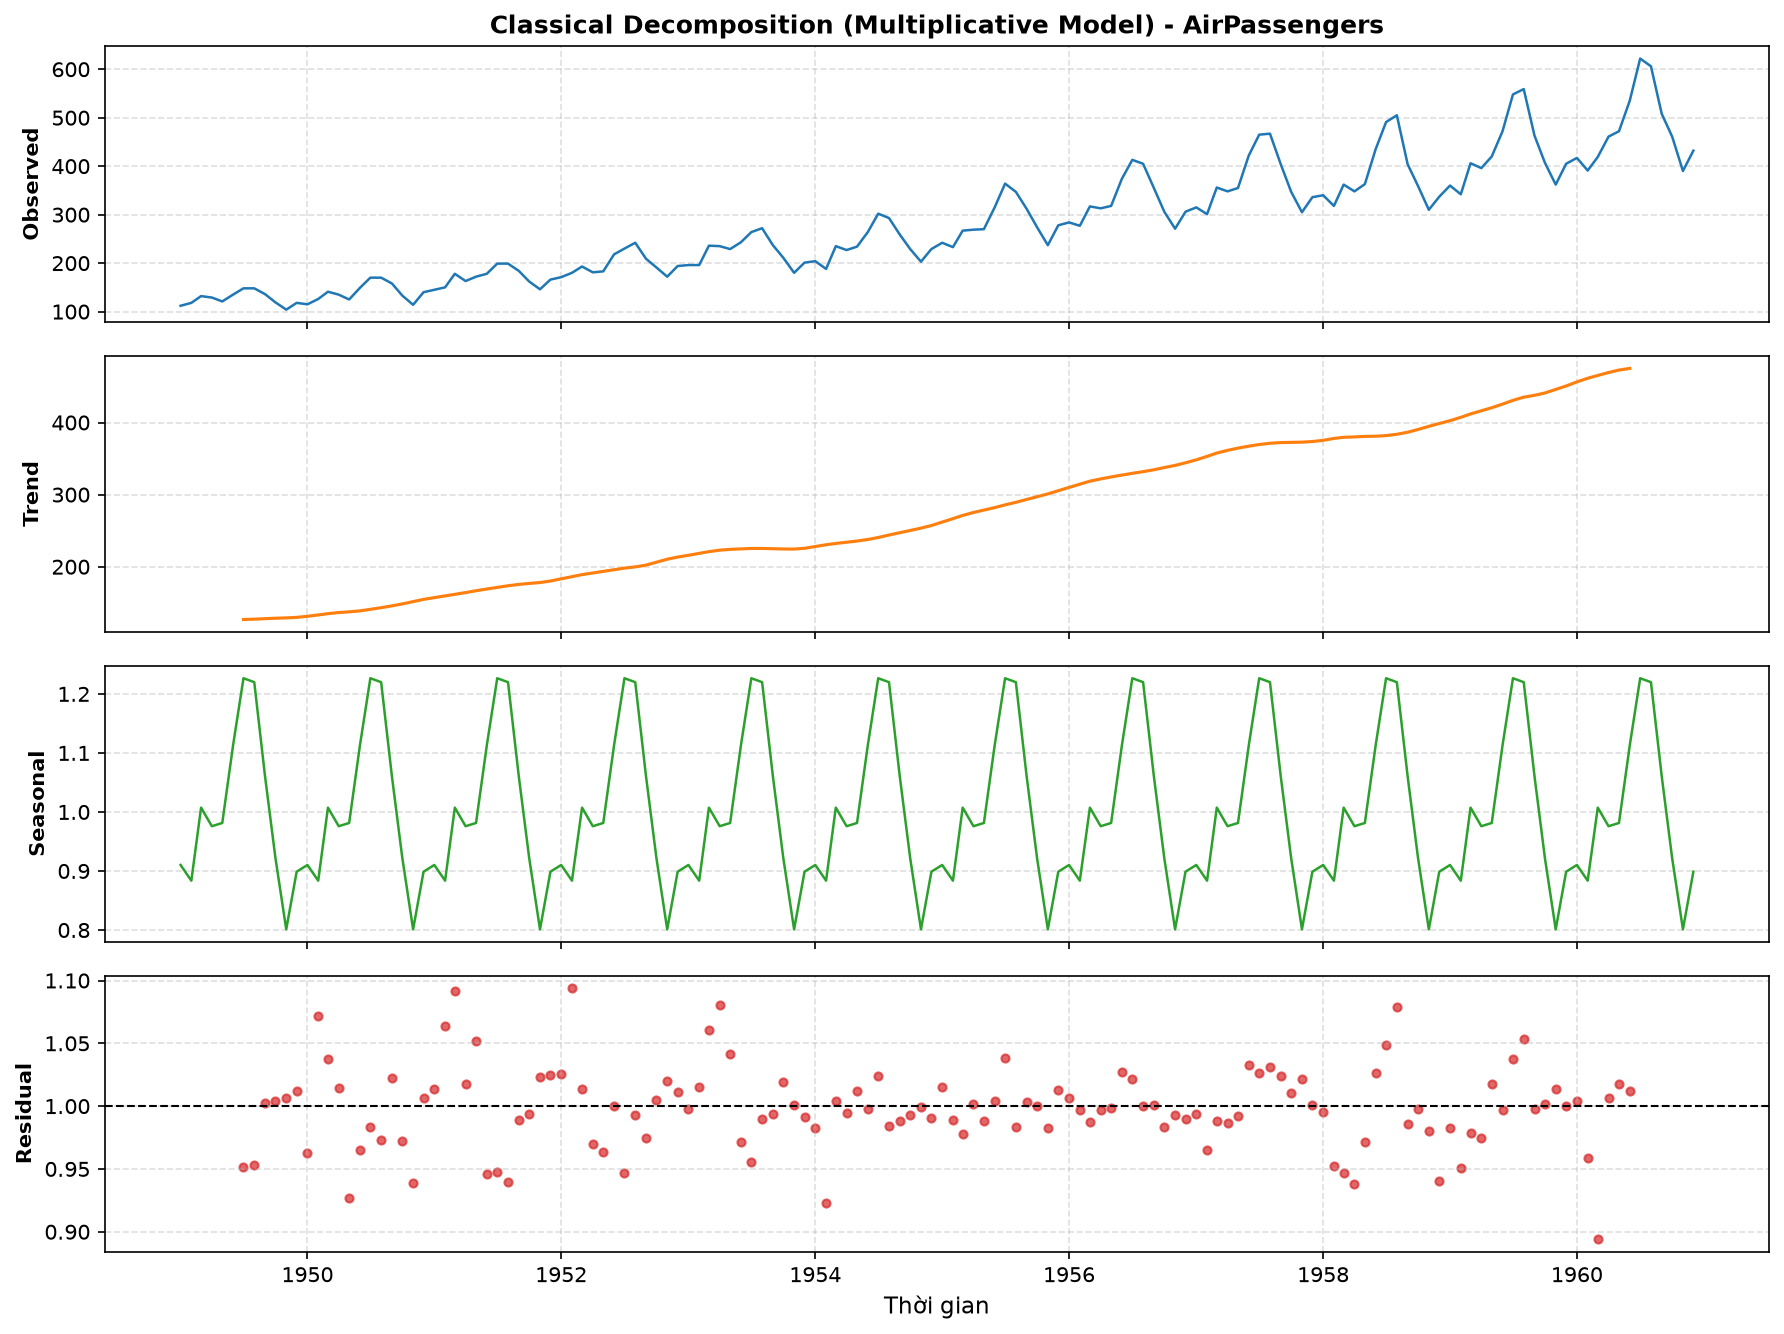 Classical Decomposition (Multiplicative Model) - AirPassengers
Observed
600
500
400
300
200
100
Trend
400
300
200
Seasonal
1.2
1.1
1.0
0.9
0.8
Residual
1.10
1.05
1.00
0.95
0.90
1950 1952 1954 1956 1958 1960
Thời gian